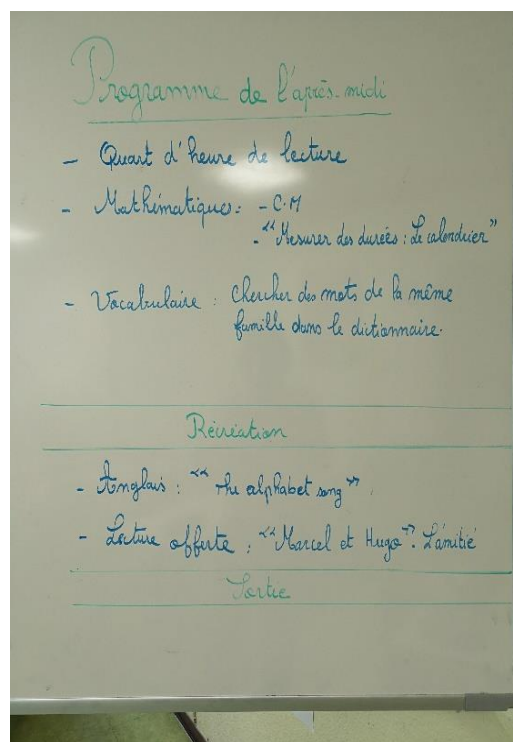 Programme de l'après-midi
- Quart d'heure de lecture
- Mathématiques : - C.M
- "Mesurer des durées : Le calendrier"
- Vocabulaire : Chercher des mots de la même
famille dans le dictionnaire.
Récréation
- Anglais : "The alphabet song".
- Lecture offerte : "Marcel et Hugo". L'amitié
Sortie